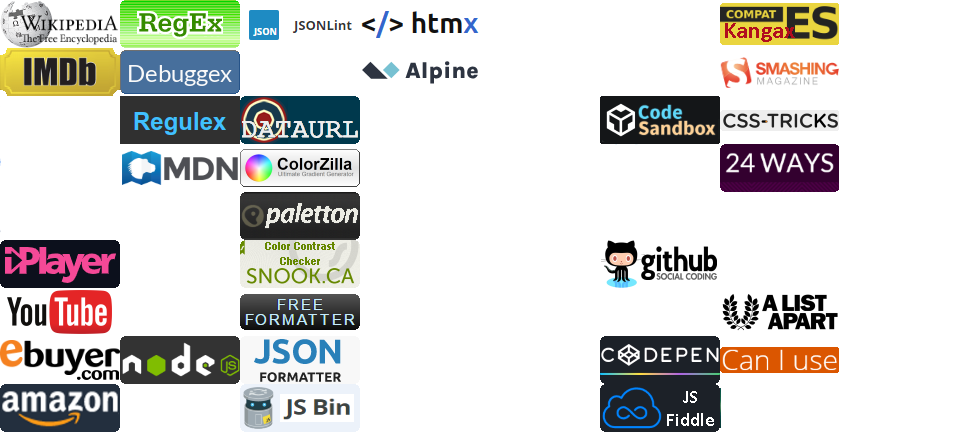 WIKIPEDIA
The Free Encyclopedia
RegEx
JSON
JSONLint
</> htmx
COMPAT
Kangax
ES
IMDb
Debuggex
Alpine
SMASHING
MAGAZINE
Regulex
DATAURL
Code
Sandbox
CSS-TRICKS
MDN
ColorZilla
Ultimate Gradient Generator
24 WAYS
paletton
iPlayer
Color Contrast
Checker
SNOOK.CA
github
SOCIAL CODING
YouTube
FREE
FORMATTER
A LIST
APART
ebuyer
.com
node
JS
JSON
FORMATTER
CODEPEN
Can I use
amazon
JS Bin
JS
Fiddle